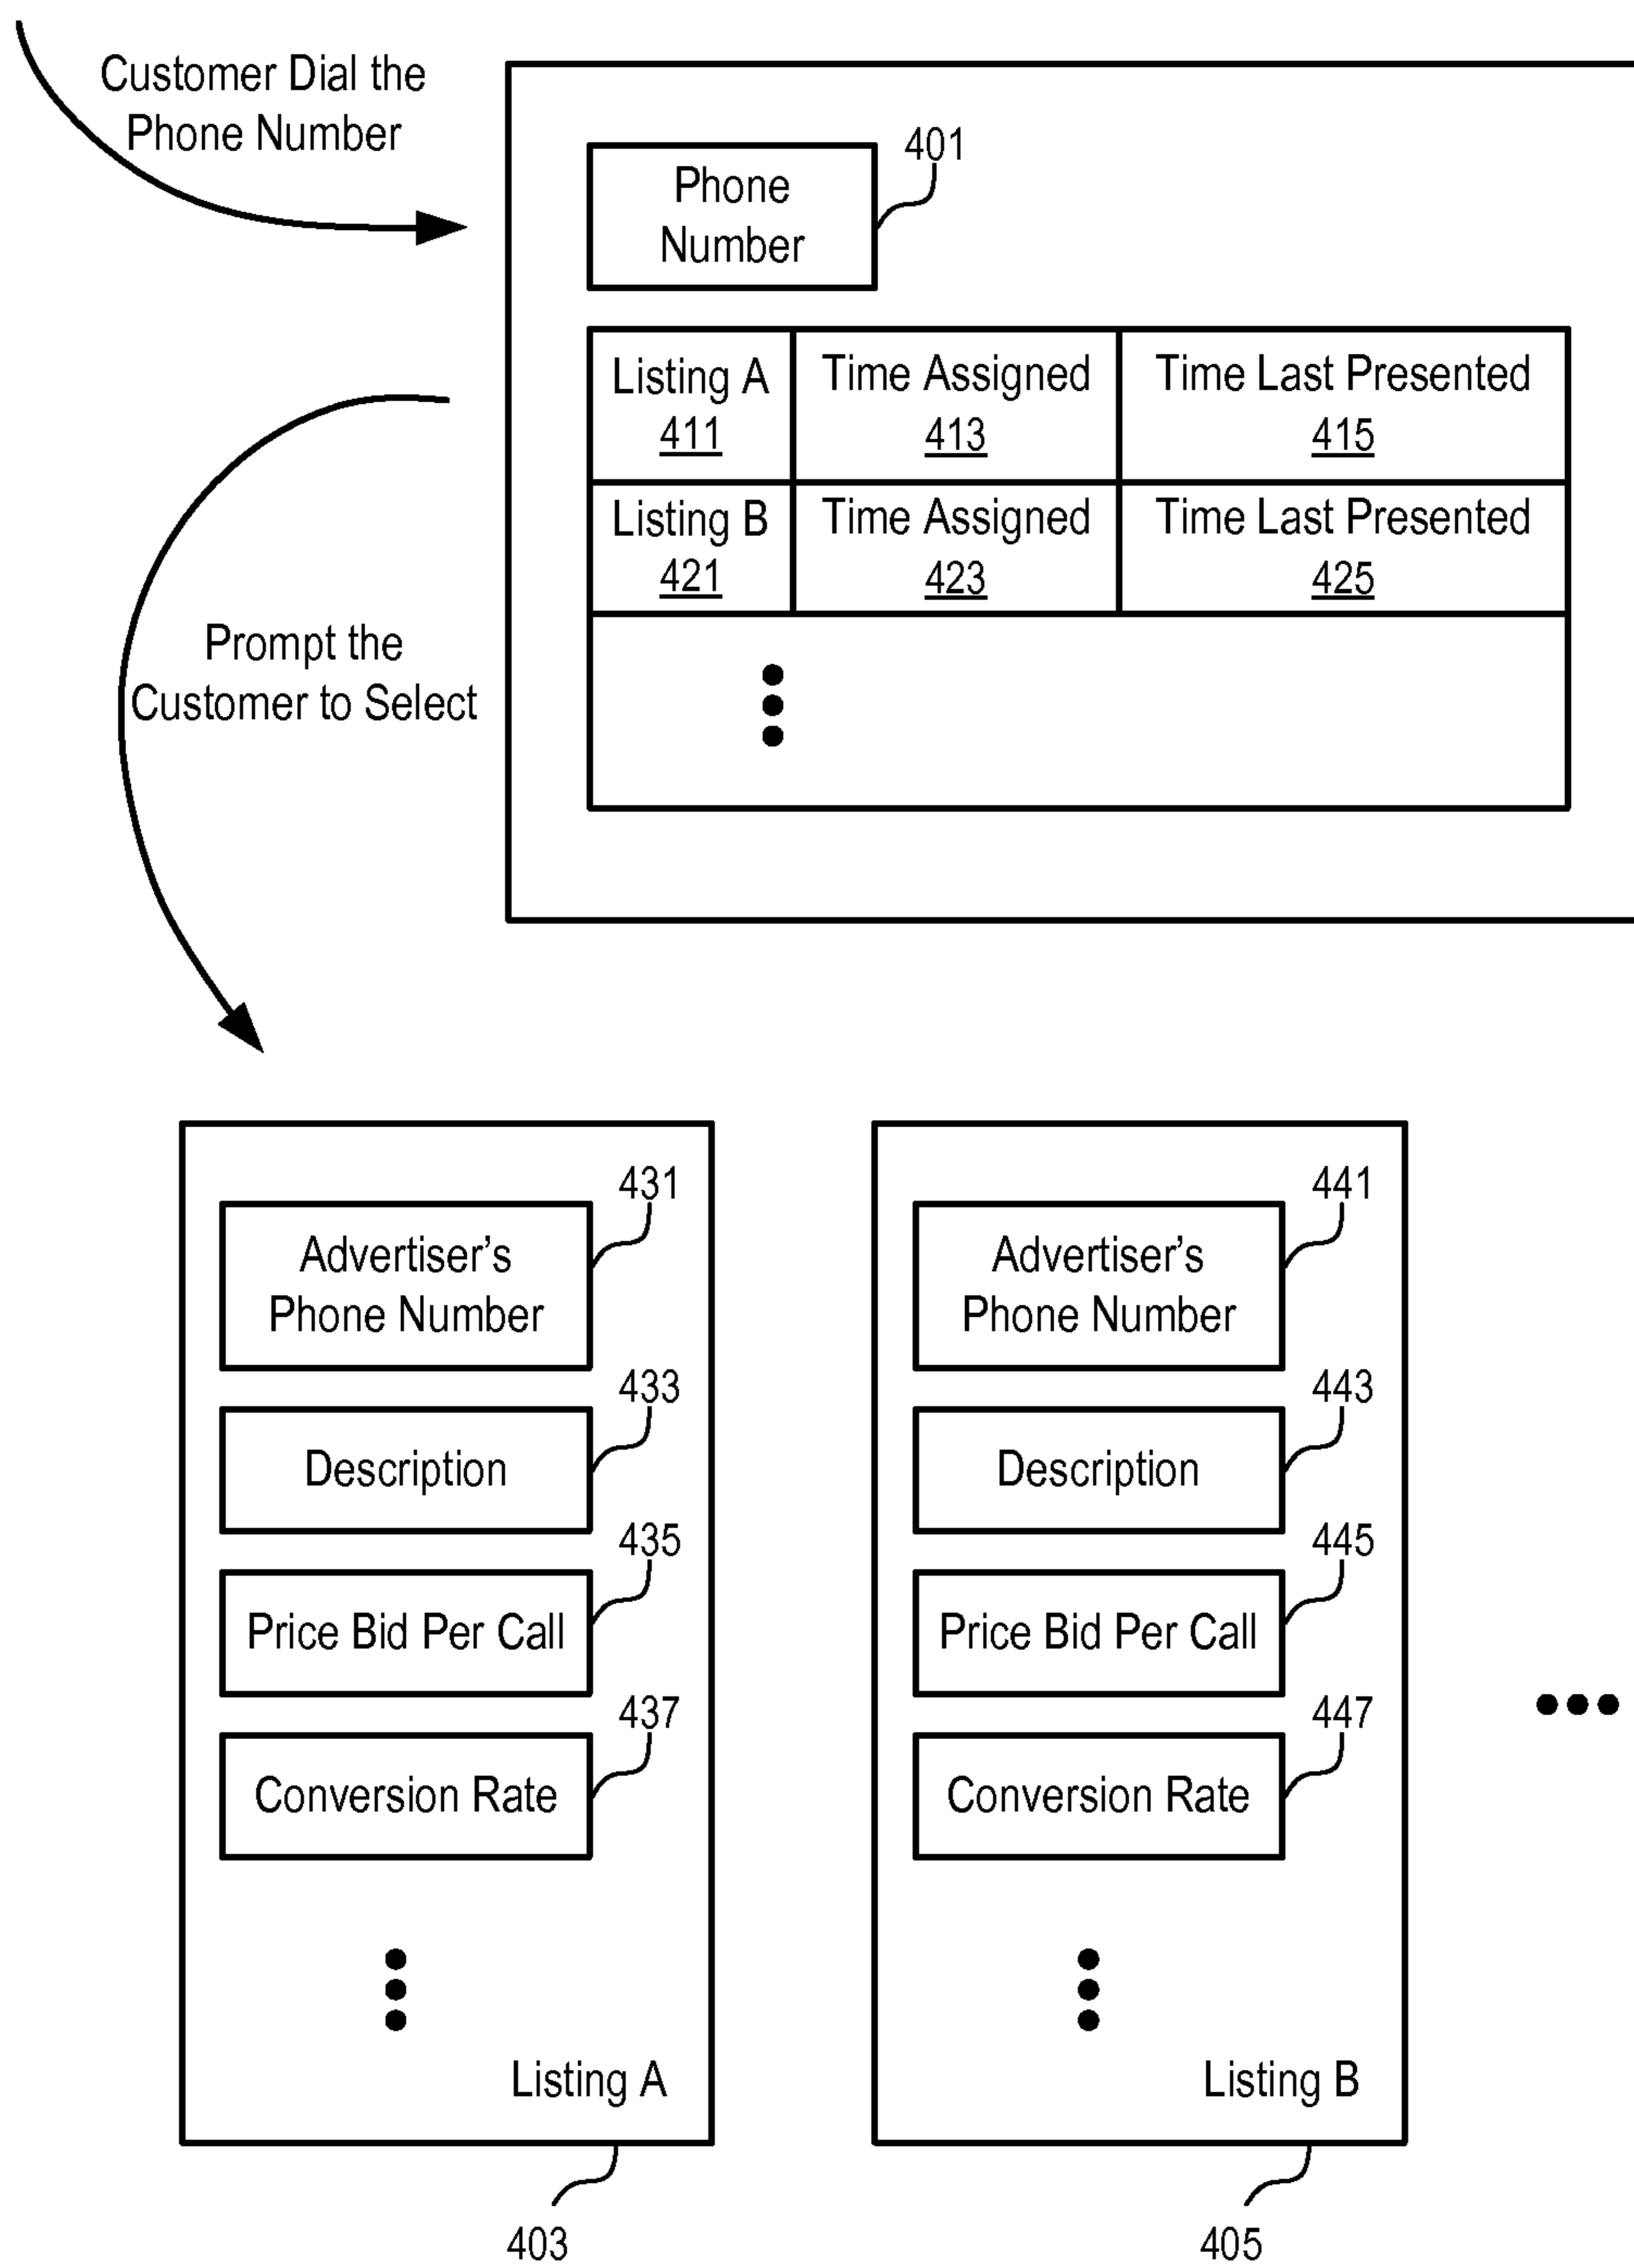 Customer Dial the
Phone Number
401
Phone
Number
Listing A Time Assigned Time Last Presented
411 413 415
Listing B Time Assigned Time Last Presented
421 423 425
Prompt the
Customer to Select
431
Advertiser's
Phone Number
433
Description
435
Price Bid Per Call
437
Conversion Rate
Listing A
403
441
Advertiser's
Phone Number
443
Description
445
Price Bid Per Call
447
Conversion Rate
Listing B
405